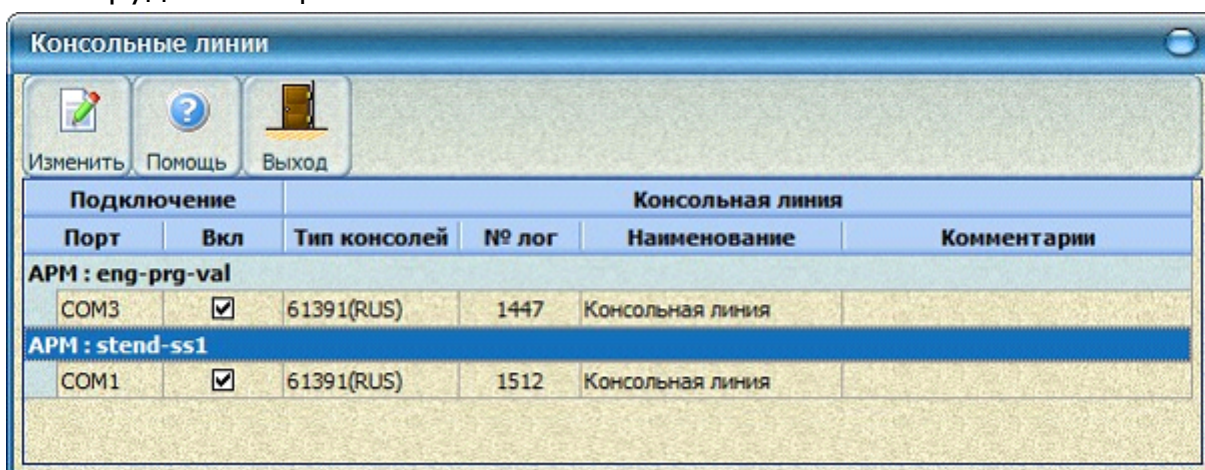 Консольные линии
Изменить Помощь Выход
Подключение Консольная линия
Порт Вкл Тип консолей № лог Наименование Комментарии
АРМ : eng-prg-val
COM3 61391(RUS) 1447 Консольная линия
АРМ : stend-ss1
COM1 61391(RUS) 1512 Консольная линия